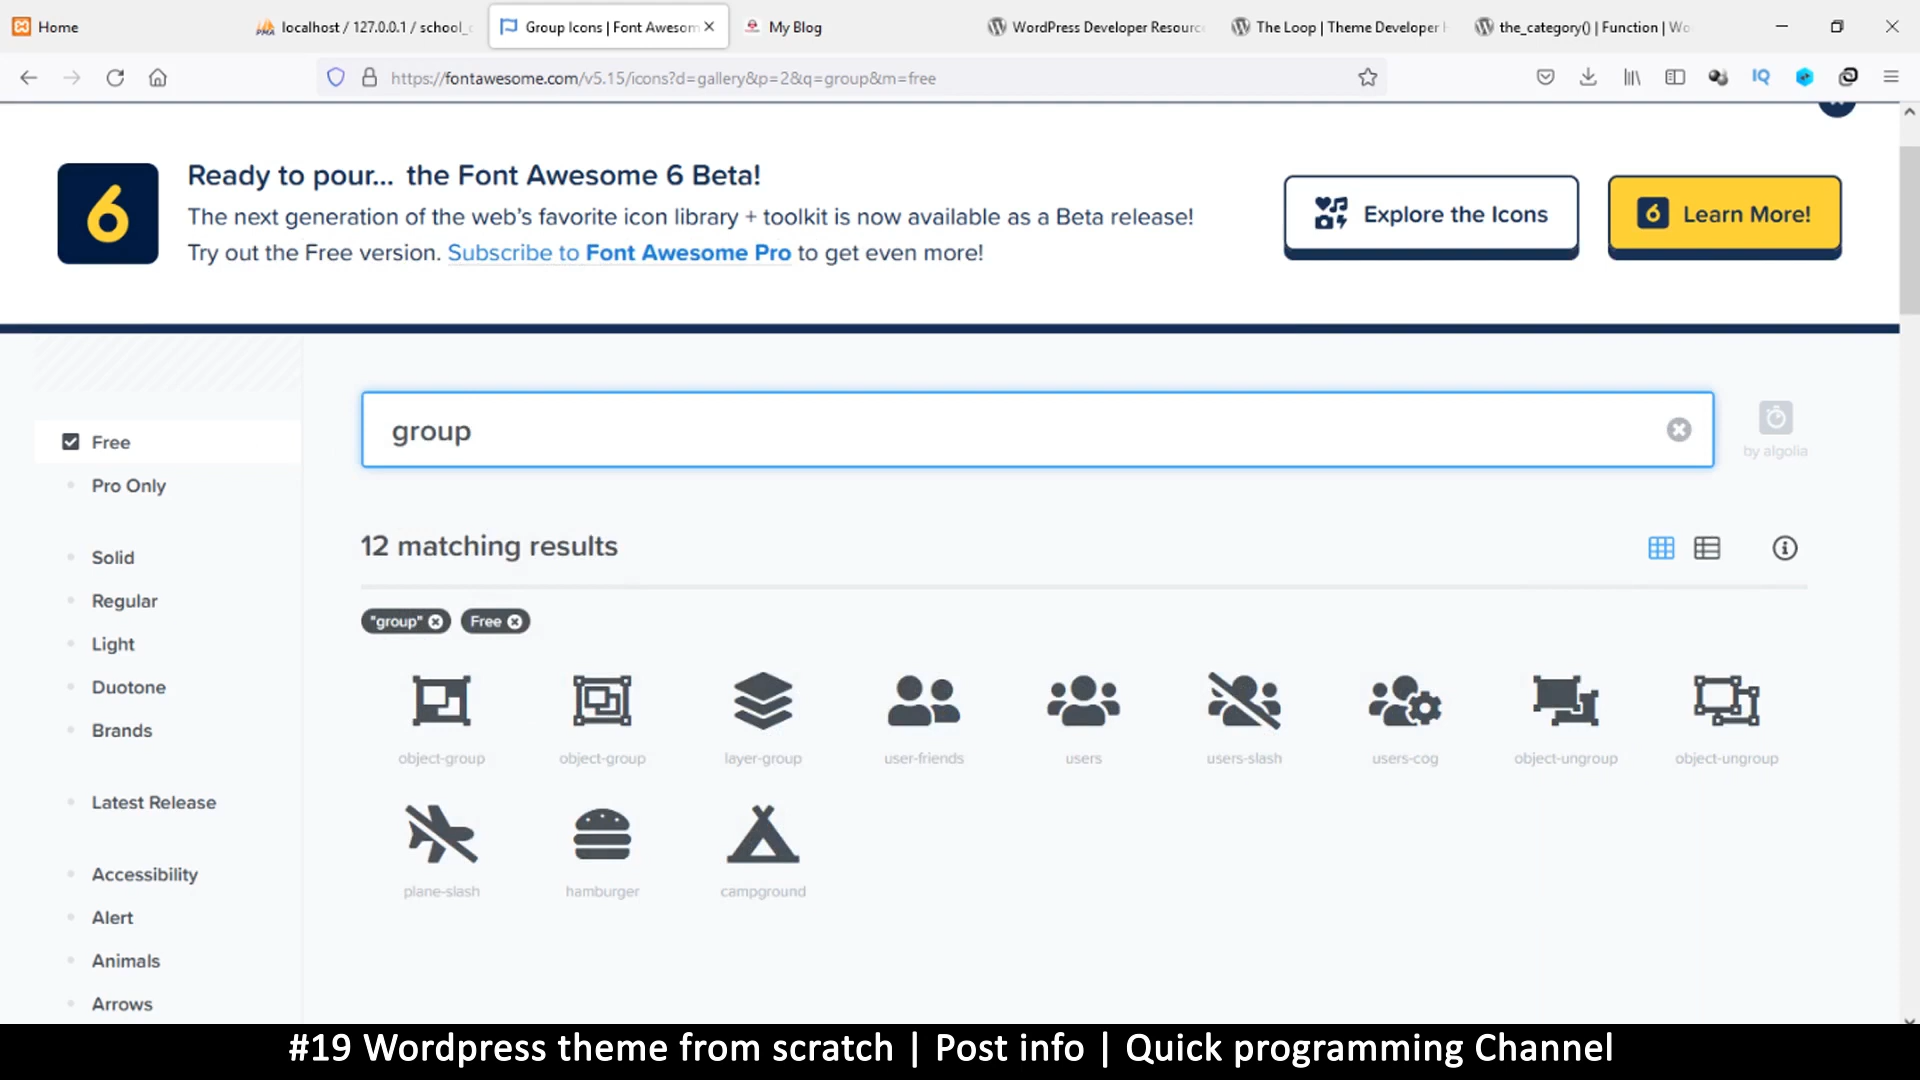 Home
localhost / 127.0.0.1 / school_
Group Icons | Font Awesom
My Blog
WordPress Developer Resourc
The Loop | Theme Developer H
the_category() | Function | Wo
https://fontawesome.com/v5.15/icons?d=gallery&p=2&q=group&m=free
IQ
6
Ready to pour... the Font Awesome 6 Beta!
The next generation of the web's favorite icon library + toolkit is now available as a Beta release!
Try out the Free version. Subscribe to Font Awesome Pro to get even more!
Explore the Icons
6 Learn More!
group
by algolia
Free
Pro Only
Solid
Regular
Light
Duotone
Brands
Latest Release
Accessibility
Alert
Animals
Arrows
12 matching results
"group" Free
object-group object-group layer-group user-friends users users-slash users-cog object-ungroup object-ungroup
plane-slash hamburger campground
#19 Wordpress theme from scratch | Post info | Quick programming Channel